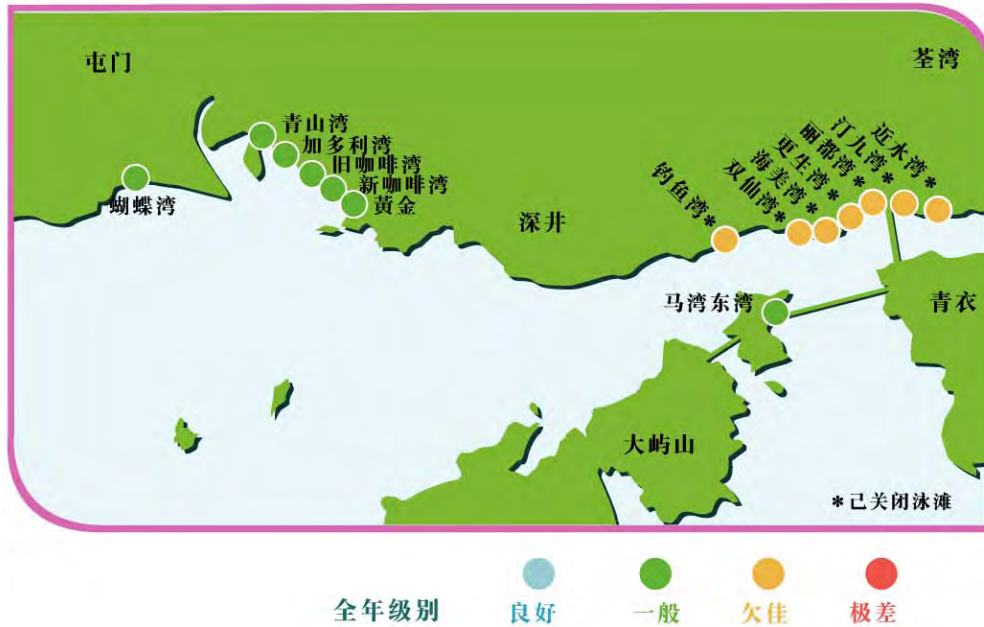 屯门
荃湾
青山湾
加多利湾
旧咖啡湾
新咖啡湾
黄金
蝴蝶湾
深井
钓鱼湾*
双仙湾*
海美湾*
更生湾*
丽都湾*
汀九湾*
近水湾*
马湾东湾
青衣
大屿山
*已关闭泳滩
全年级别
良好
一般
欠佳
极差